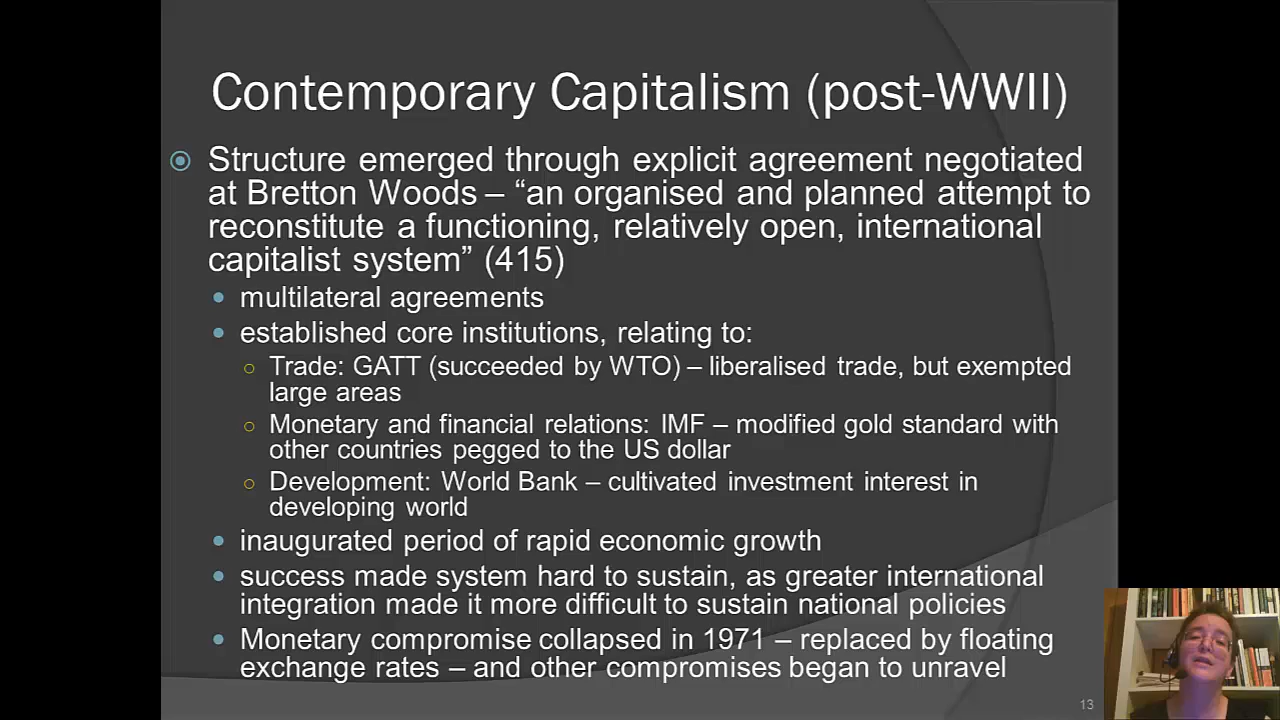 Contemporary Capitalism (post-WWII)
Structure emerged through explicit agreement negotiated
at Bretton Woods – “an organised and planned attempt to
reconstitute a functioning, relatively open, international
capitalist system” (415)
multilateral agreements
established core institutions, relating to:
Trade: GATT (succeeded by WTO) – liberalised trade, but exempted
large areas
Monetary and financial relations: IMF – modified gold standard with
other countries pegged to the US dollar
Development: World Bank – cultivated investment interest in
developing world
inaugurated period of rapid economic growth
success made system hard to sustain, as greater international
integration made it more difficult to sustain national policies
Monetary compromise collapsed in 1971 – replaced by floating
exchange rates – and other compromises began to unravel
13